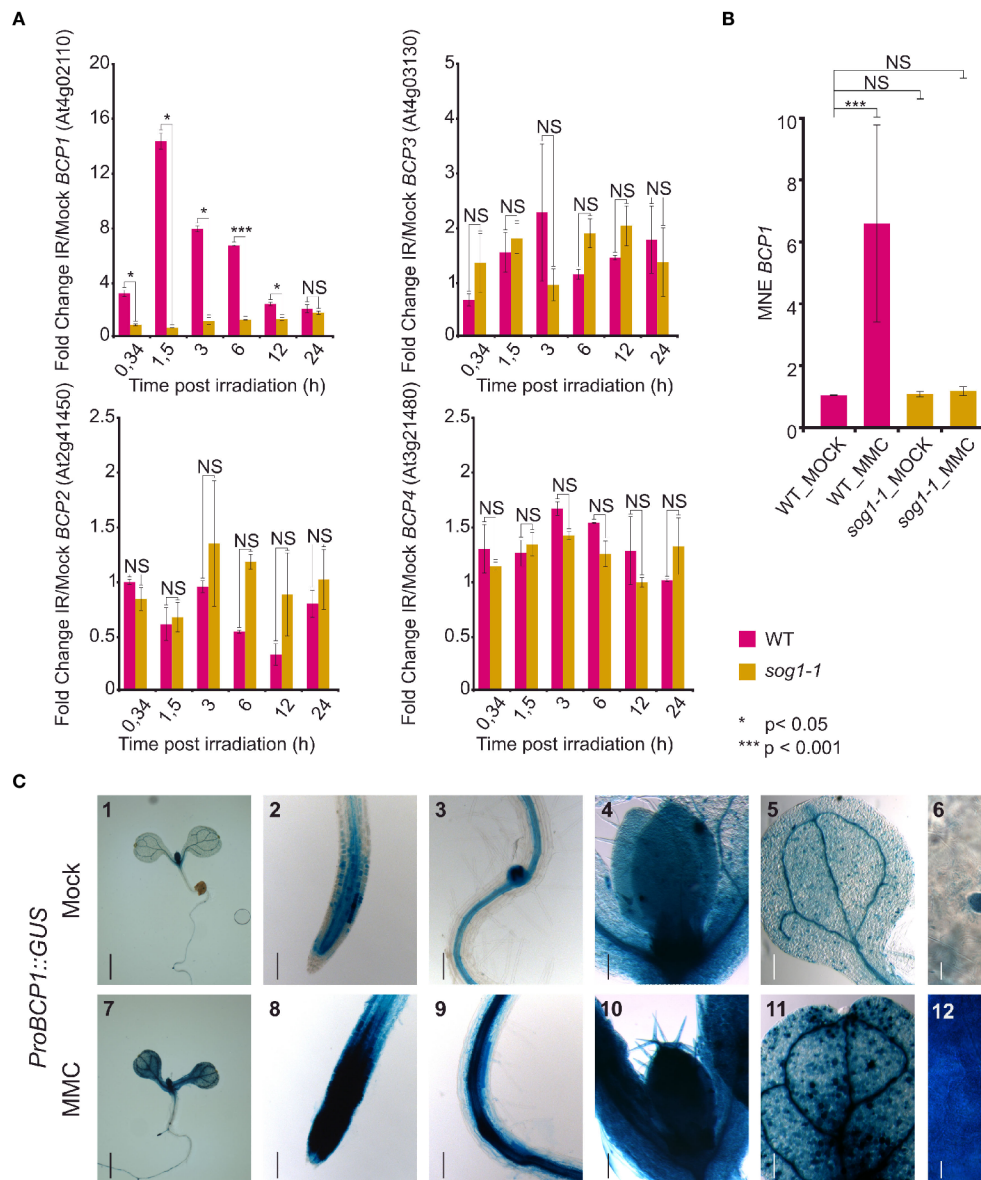 A
Fold Change IR/Mock BCP1 (At4g02110)
20
16
12
8
4
0
*
*
*
***
*
NS
0,34
1,5
3
6
12
24
Time post irradiation (h)
Fold Change IR/Mock BCP3 (At4g03130)
5
4
3
2
1
0
NS
NS
NS
NS
NS
NS
0,34
1,5
3
6
12
24
Time post irradiation (h)
B
MNE BCP1
10
8
6
4
2
0
NS
NS
***
WT_MOCK
WT_MMC
sog1-1_MOCK
sog1-1_MMC
Fold Change IR/Mock BCP2 (At2g41450)
2.5
2
1.5
1
0.5
0
NS
NS
NS
NS
NS
NS
0,34
1,5
3
6
12
24
Time post irradiation (h)
Fold Change IR/Mock BCP4 (At3g21480)
2.5
2
1.5
1
0.5
0
NS
NS
NS
NS
NS
NS
0,34
1,5
3
6
12
24
Time post irradiation (h)
WT
sog1-1
* p< 0.05
*** p < 0.001
C
ProBCP1::GUS
Mock
1
2
3
4
5
6
MMC
7
8
9
10
11
12